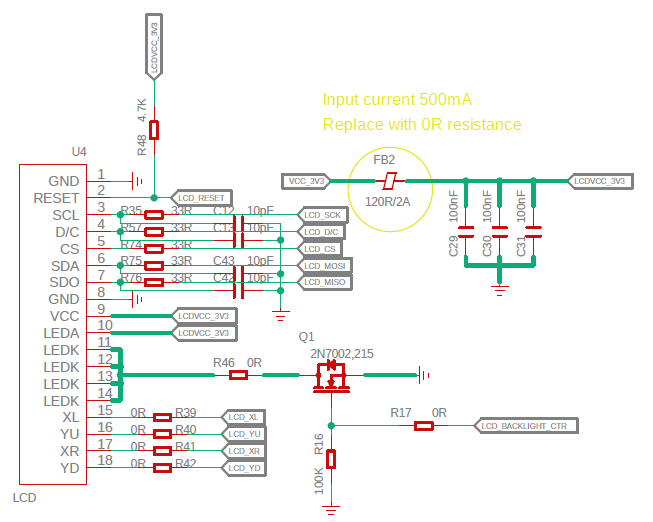 LCDVCC_3V3
4.7K
R48
Input current 500mA
Replace with 0R resistance
U4
FB2
VCC_3V3
120R/2A
LCDVCC_3V3
100nF
100nF
100nF
C29
C30
C31
GND 1
RESET 2 LCD_RESET
SCL 3 R35 33R C12 10pF LCD_SCK
D/C 4 R57 33R C13 10pF LCD_D/C
CS 5 R74 33R LCD_CS
SDA 6 R75 33R C43 10pF LCD_MOSI
SDO 7 R76 33R C42 10pF LCD_MISO
GND 8
VCC 9 LCDVCC_3V3
LEDA 10 LCDVCC_3V3
LEDK 11
LEDK 12
LEDK 13
LEDK 14
R46 0R
Q1
2N7002,215
XL 15 0R R39 LCD_XL
YU 16 0R R40 LCD_YU
XR 17 0R R41 LCD_XR
YD 18 0R R42 LCD_YD
R17 0R
LCD_BACKLIGHT_CTR
R16
100K
LCD